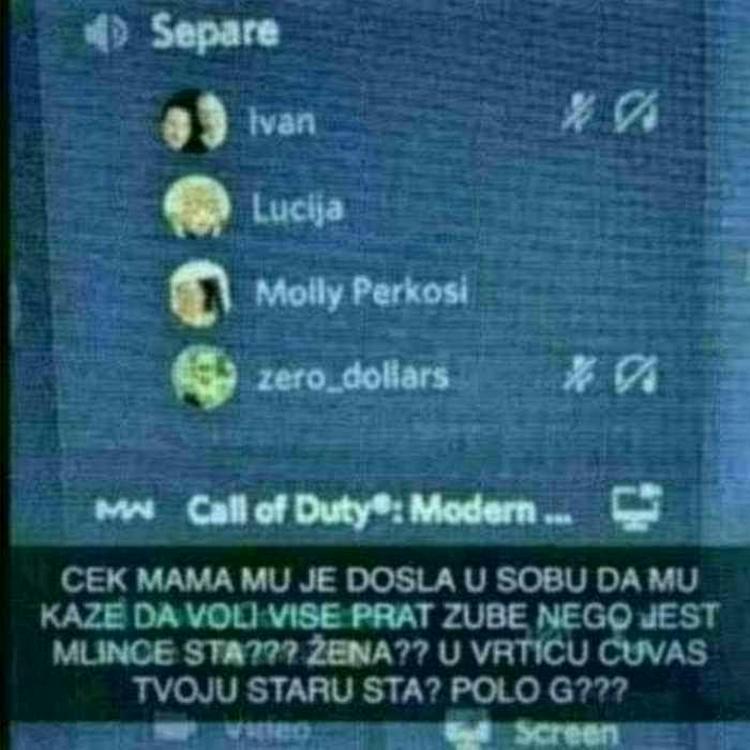 Separe
Ivan
Lucija
Molly Perkosi
zero_dollars
MW Call of Duty®: Modern ...
CEK MAMA MU JE DOSLA U SOBU DA MU
KAZE DA VOLI VISE PRAT ZUBE NEGO JEST
MLINCE STA??? ŽENA?? U VRTICU CUVAS
TVOJU STARU STA? POLO G???
Video Screen